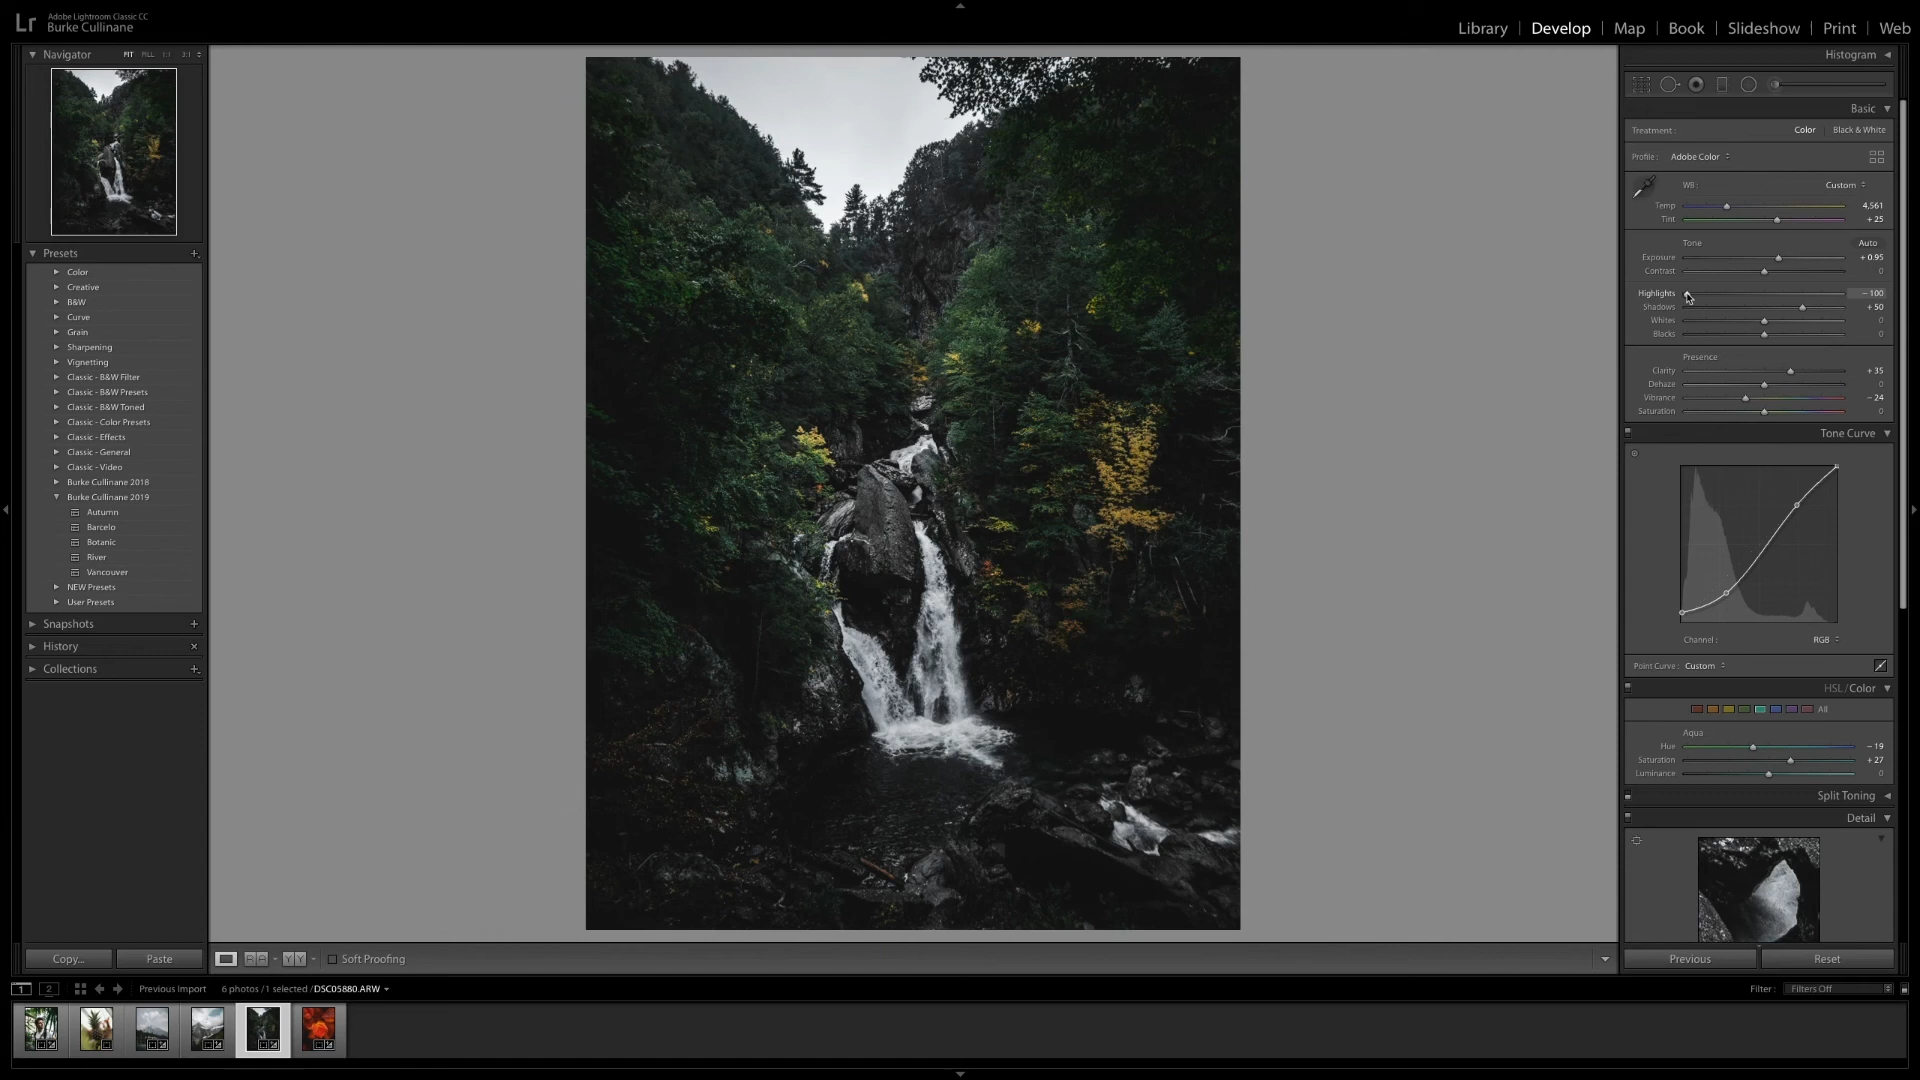 Lr
Adobe Lightroom Classic CC
Burke Cullinane
Library | Develop | Map | Book | Slideshow | Print | Web
Navigator FIT FILL 1:1 3:1
Presets +
Color
Creative
B&W
Curve
Grain
Sharpening
Vignetting
Classic - B&W Filter
Classic - B&W Presets
Classic - B&W Toned
Classic - Color Presets
Classic - Effects
Classic - General
Classic - Video
Burke Cullinane 2018
Burke Cullinane 2019
Autumn
Barcelo
Botanic
River
Vancouver
NEW Presets
User Presets
Snapshots +
History ×
Collections +
Copy... Paste
Soft Proofing
Histogram
Basic
Treatment : Color | Black & White
Profile : Adobe Color
WB : Custom
Temp 4,561
Tint + 25
Tone Auto
Exposure + 0.95
Contrast 0
Highlights − 100
Shadows + 50
Whites 0
Blacks 0
Presence
Clarity + 35
Dehaze 0
Vibrance − 24
Saturation 0
Tone Curve
Channel : RGB
Point Curve : Custom
HSL / Color
All
Aqua
Hue − 19
Saturation + 27
Luminance 0
Split Toning
Detail
Previous Reset
1 2 Previous Import 6 photos / 1 selected / DSC05880.ARW Filter : Filters Off